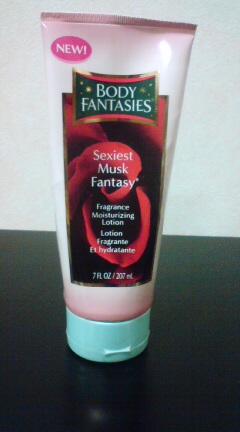 NEW!
BODY
FANTASIES
Sexiest
Musk
Fantasy®
Fragrance
Moisturizing
Lotion
Lotion
Fragrante
Et hydratante
7 FL OZ / 207 mL